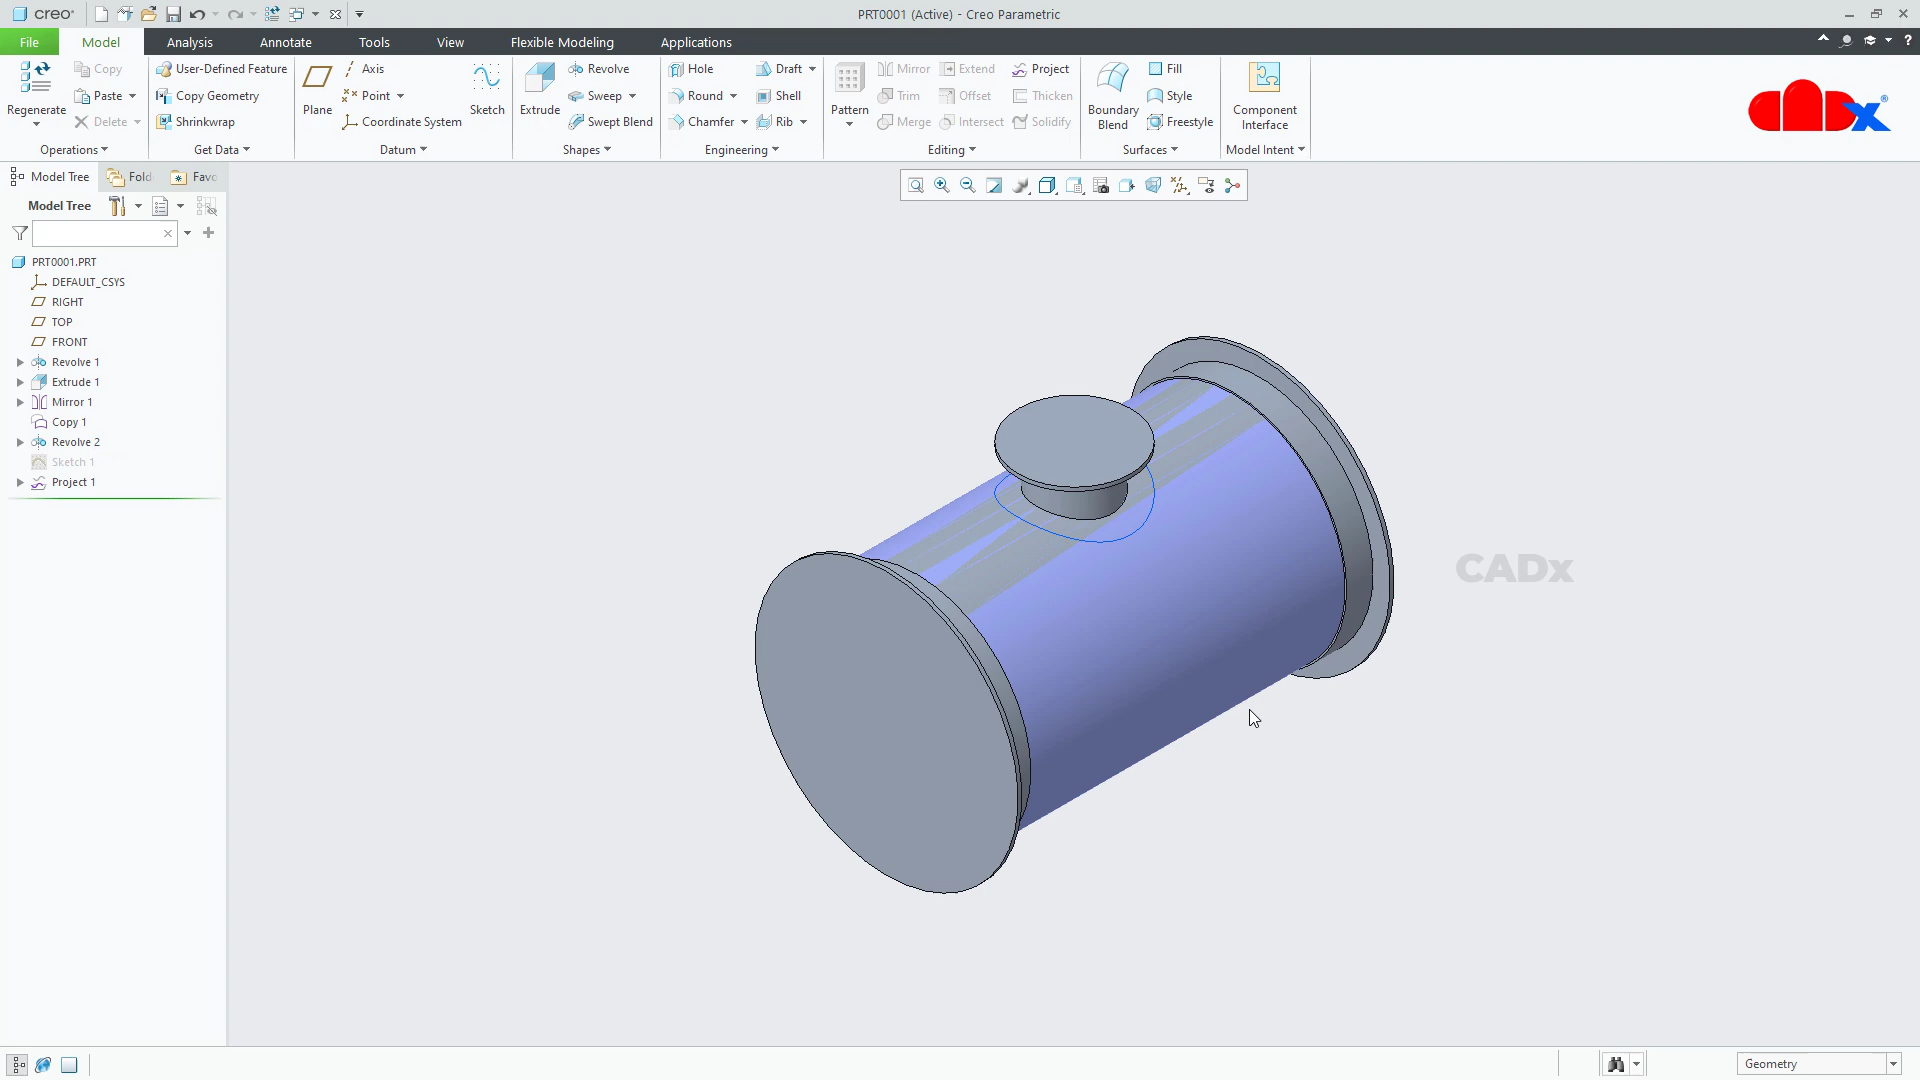 creo PRT0001 (Active) - Creo Parametric
File Model Analysis Annotate Tools View Flexible Modeling Applications ?
Regenerate
Copy
Paste
Delete
Operations
User-Defined Feature
Copy Geometry
Shrinkwrap
Get Data
Plane
Axis
Point
Coordinate System
Sketch
Datum
Extrude
Revolve
Sweep
Swept Blend
Shapes
Hole
Round
Chamfer
Draft
Shell
Rib
Engineering
Pattern
Mirror
Trim
Merge
Extend
Offset
Intersect
Project
Thicken
Solidify
Editing
Boundary
Blend
Fill
Style
Freestyle
Surfaces
Component
Interface
Model Intent
CADx®
Model Tree Fold Favo
Model Tree
PRT0001.PRT
DEFAULT_CSYS
RIGHT
TOP
FRONT
Revolve 1
Extrude 1
Mirror 1
Copy 1
Revolve 2
Sketch 1
Project 1
CADx
Geometry